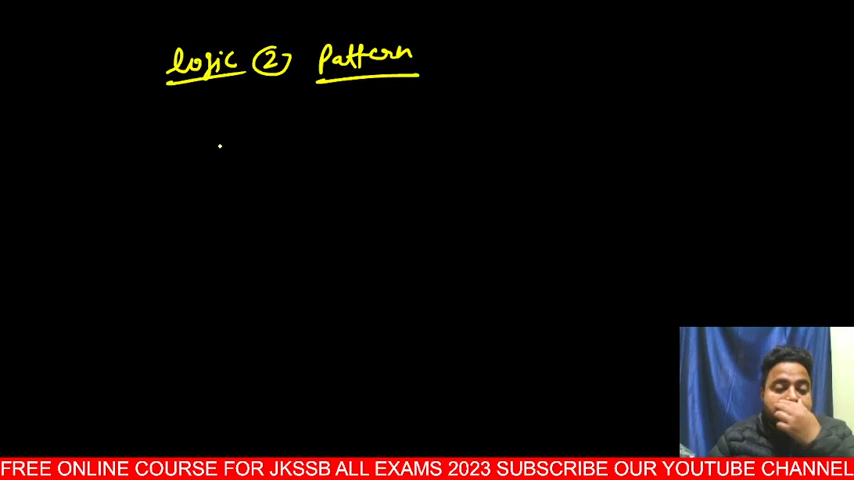 Logic ② Pattern
FREE ONLINE COURSE FOR JKSSB ALL EXAMS 2023 SUBSCRIBE OUR YOUTUBE CHANNEL